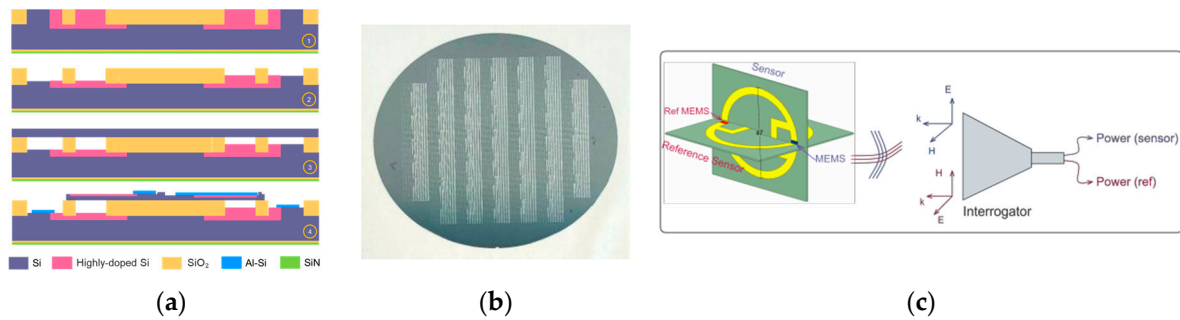 1
2
3
4
Si
Highly-doped Si
SiO₂
Al-Si
SiN
Sensor
Ref MEMS
Reference Sensor
MEMS
E
k
H
Power (sensor)
Power (ref)
H
k
E
Interrogator
(a)
(b)
(c)